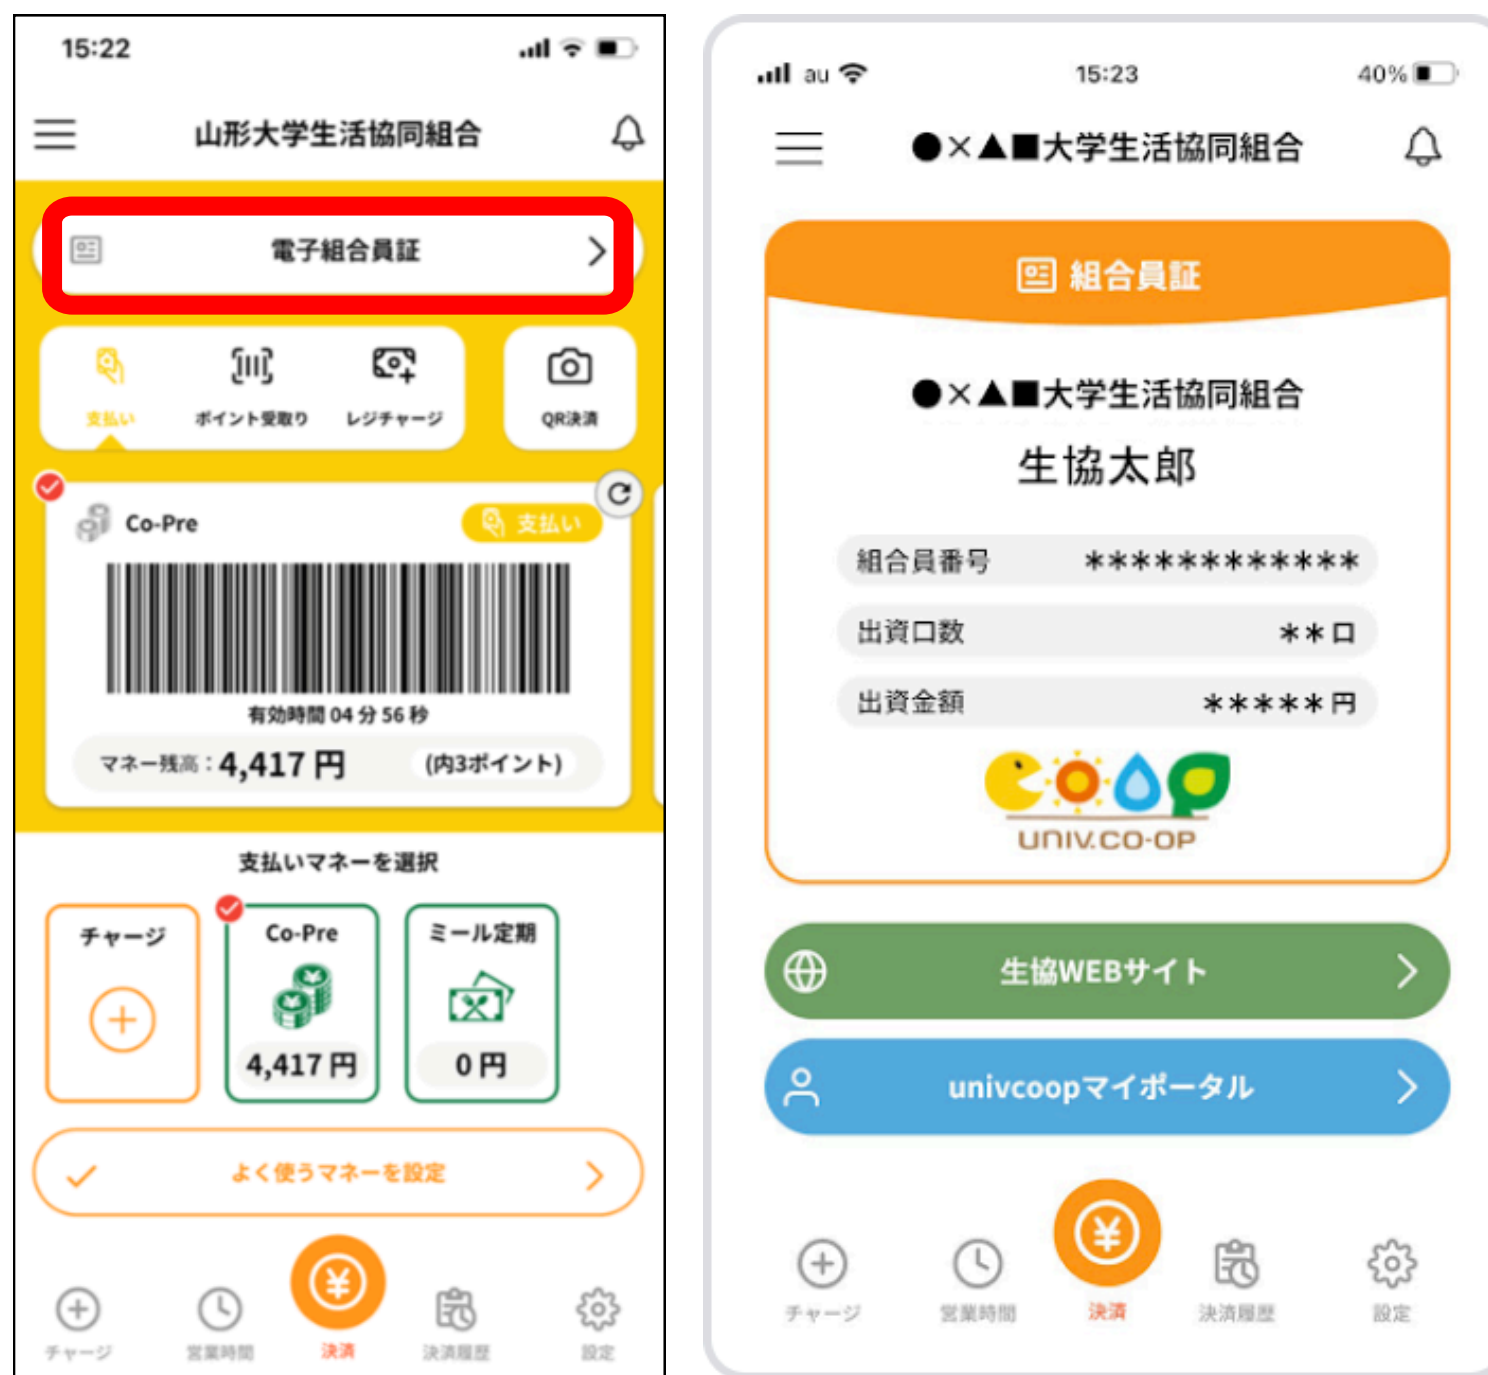 15:22
山形大学生活協同組合
電子組合員証
支払い
ポイント受取り
レジチャージ
QR決済
Co-Pre
支払い
有効時間 04 分 56 秒
マネー残高：4,417 円 (内3ポイント)
支払いマネーを選択
チャージ
Co-Pre
4,417 円
ミール定期
0 円
よく使うマネーを設定
チャージ
営業時間
決済
決済履歴
設定
au 15:23 40%
●×▲■大学生活協同組合
組合員証
●×▲■大学生活協同組合
生協太郎
組合員番号 ************
出資口数 **口
出資金額 *****円
UNIV.CO-OP
生協WEBサイト
univcoopマイポータル
チャージ
営業時間
決済
決済履歴
設定